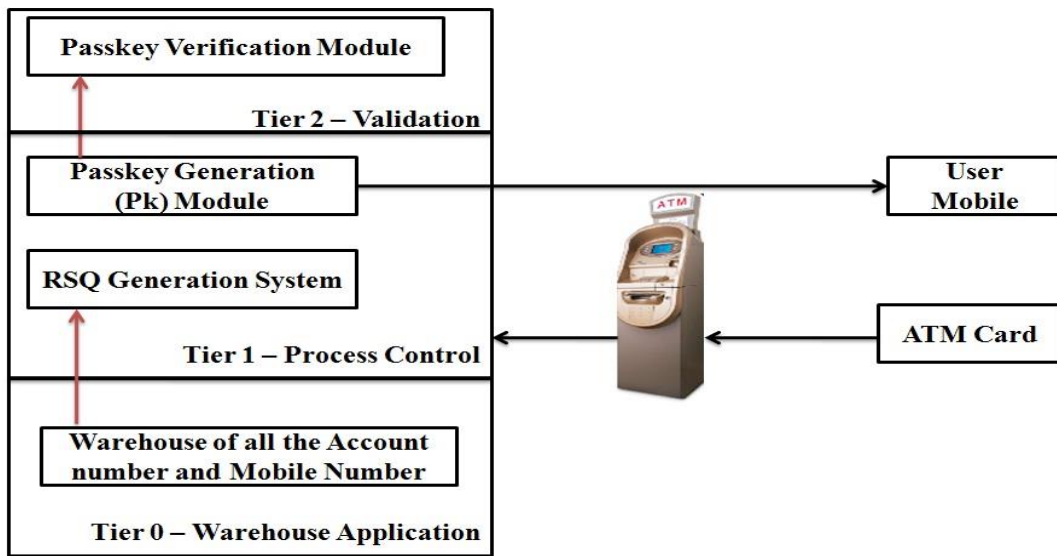 Passkey Verification Module
Tier 2 – Validation
Passkey Generation
(Pk) Module
User
Mobile
ATM
RSQ Generation System
ATM Card
Tier 1 – Process Control
Warehouse of all the Account
number and Mobile Number
Tier 0 – Warehouse Application